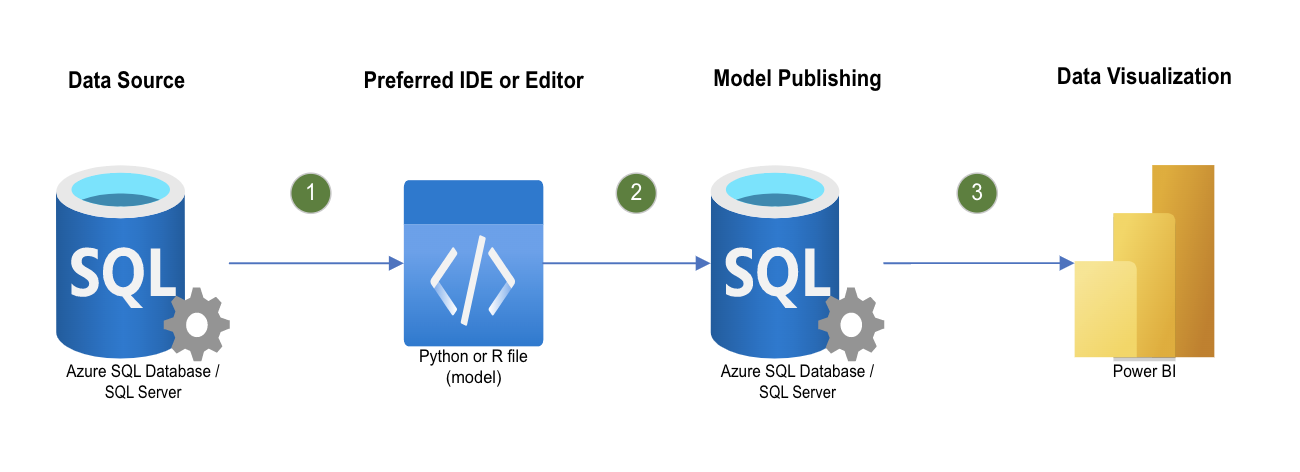 Data Source
Preferred IDE or Editor
Model Publishing
Data Visualization
1
2
3
SQL
SQL
Azure SQL Database /
SQL Server
Python or R file
(model)
Azure SQL Database /
SQL Server
Power BI